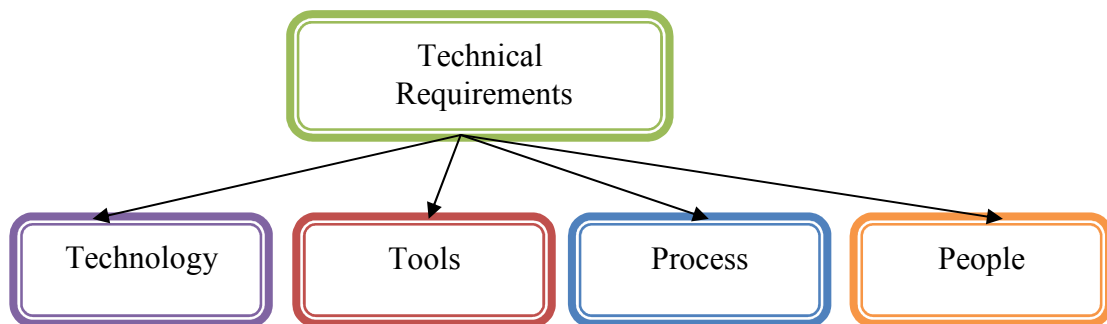 Technical
Requirements
Technology
Tools
Process
People